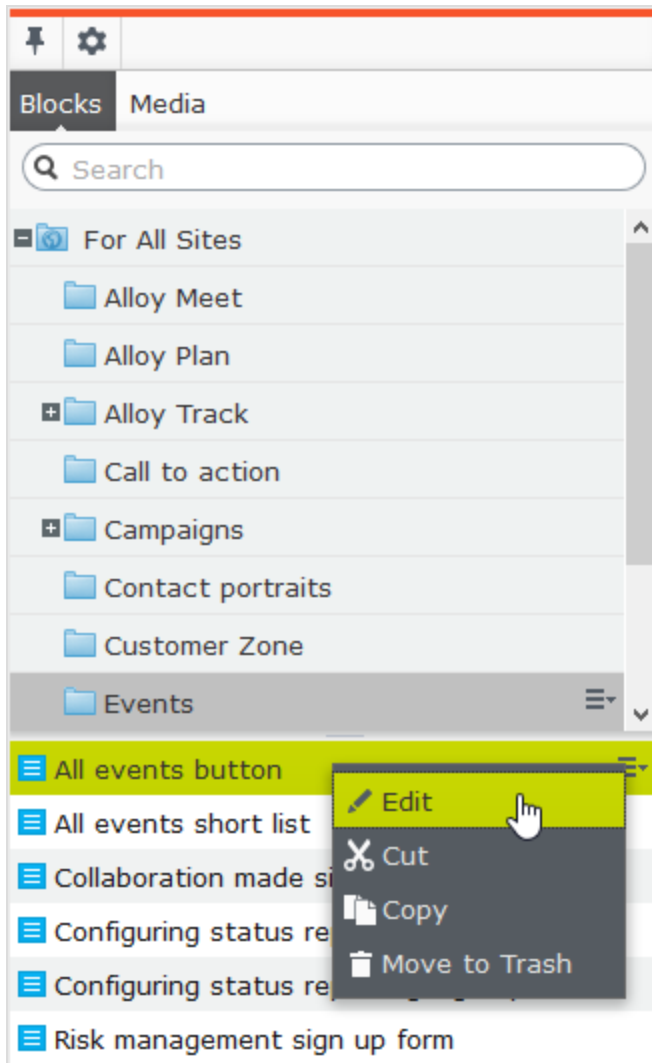 Blocks Media
Search
For All Sites
Alloy Meet
Alloy Plan
Alloy Track
Call to action
Campaigns
Contact portraits
Customer Zone
Events
All events button
Edit
All events short list
Cut
Collaboration made
Copy
Configuring status
Move to Trash
Configuring status
Risk management sign up form